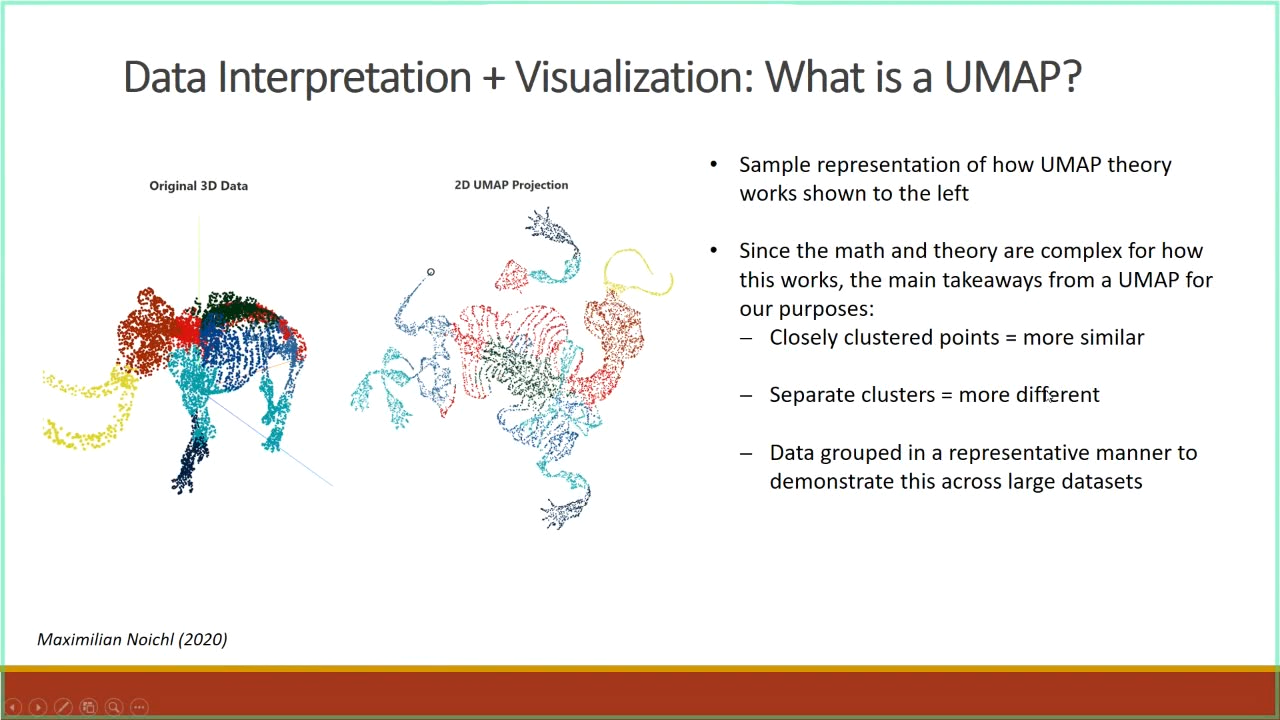 Data Interpretation + Visualization: What is a UMAP?
Original 3D Data
2D UMAP Projection
• Sample representation of how UMAP theory
works shown to the left
• Since the math and theory are complex for how
this works, the main takeaways from a UMAP for
our purposes:
– Closely clustered points = more similar
– Separate clusters = more different
– Data grouped in a representative manner to
demonstrate this across large datasets
Maximilian Noichl (2020)